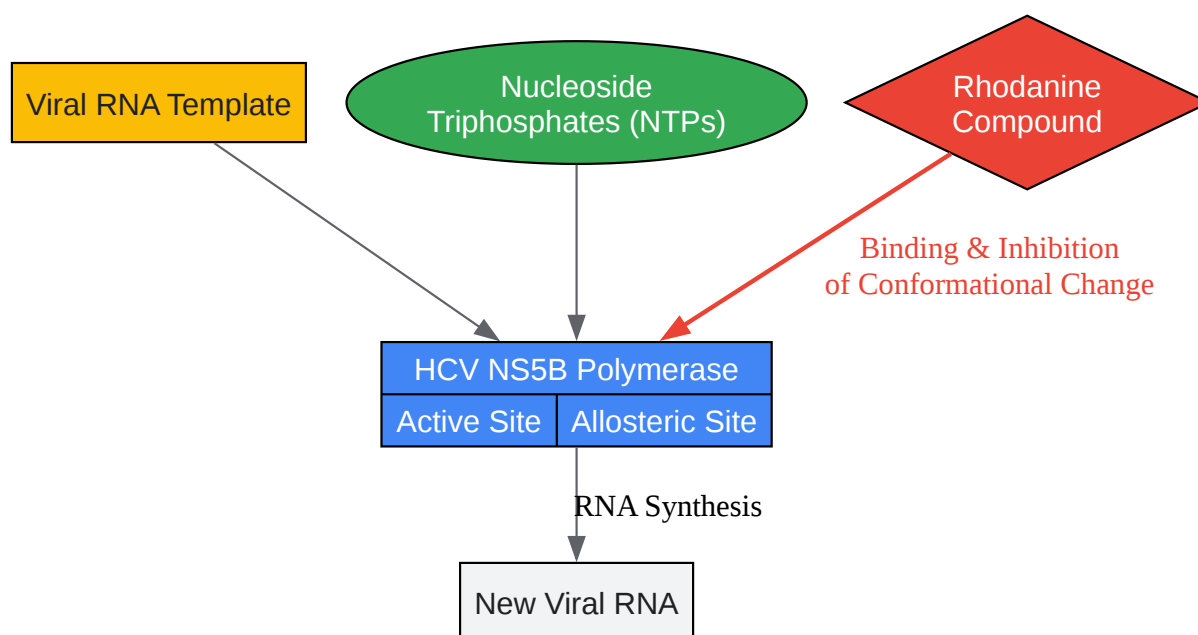 Viral RNA Template
Nucleoside
Triphosphates (NTPs)
Rhodanine
Compound
Binding & Inhibition
of Conformational Change
HCV NS5B Polymerase
Active Site
Allosteric Site
RNA Synthesis
New Viral RNA